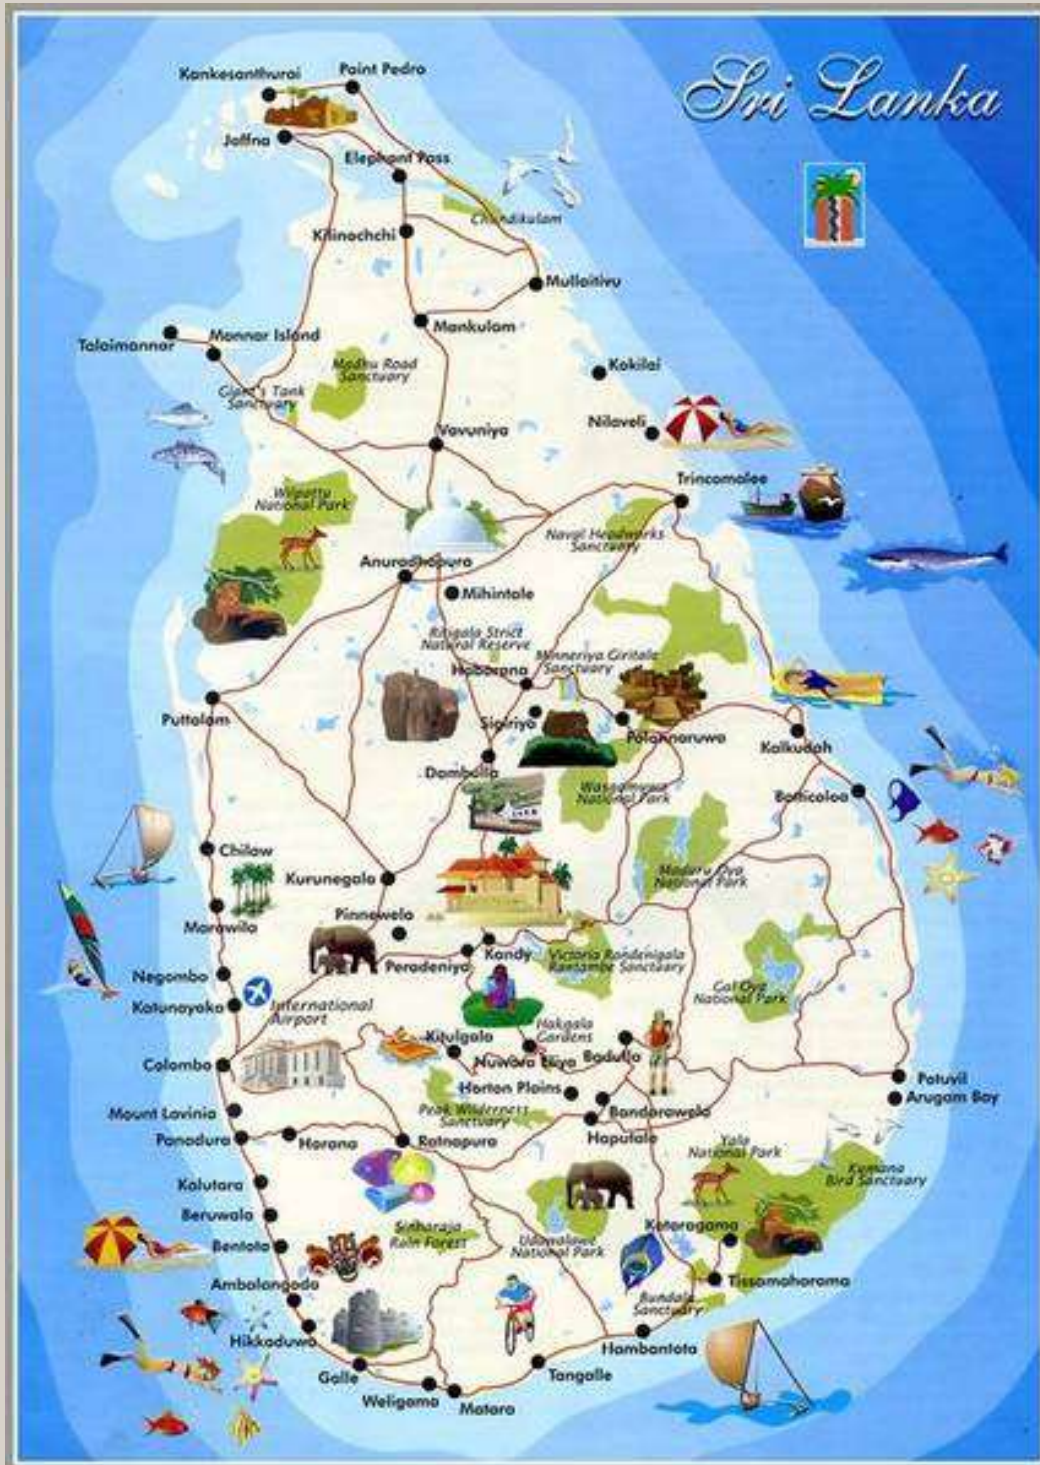 Sri Lanka
Kankesanthurai
Point Pedro
Jaffna
Elephant Pass
Chundikulam
Kilinochchi
Mullaitivu
Mankulam
Talaimannar
Mannar Island
Madhu Road
Sanctuary
Giant's Tank
Sanctuary
Kokilai
Nilaveli
Vavuniya
Trincomalee
Wilpattu
National Park
Naval Headworks
Sanctuary
Anuradhapura
Mihintale
Ritigala Strict
Natural Reserve
Minneriya Giritale
Sanctuary
Habarana
Sigiriya
Polonnaruwa
Puttalam
Kalkudah
Dambulla
Wasgamuwa
National Park
Batticaloa
Chilaw
Kurunegala
Maduru Oya
National Park
Marawila
Pinnewela
Peradeniya
Kandy
Victoria Randenigala
Rantambe Sanctuary
Negombo
Katunayaka
International
Airport
Gal Oya
National Park
Kitulgala
Hakgala
Gardens
Nuwara Eliya
Badulla
Colombo
Horton Plains
Potuvil
Arugam Bay
Mount Lavinia
Peak Wilderness
Sanctuary
Bandarawela
Haputale
Panadura
Horana
Ratnapura
Yala
National Park
Kumana
Bird Sanctuary
Kalutara
Beruwala
Sinharaja
Rain Forest
Udawalawe
National Park
Kataragama
Bentota
Ambalangoda
Tissamaharama
Bundala
Sanctuary
Hikkaduwa
Hambantota
Galle
Weligama
Matara
Tangalle